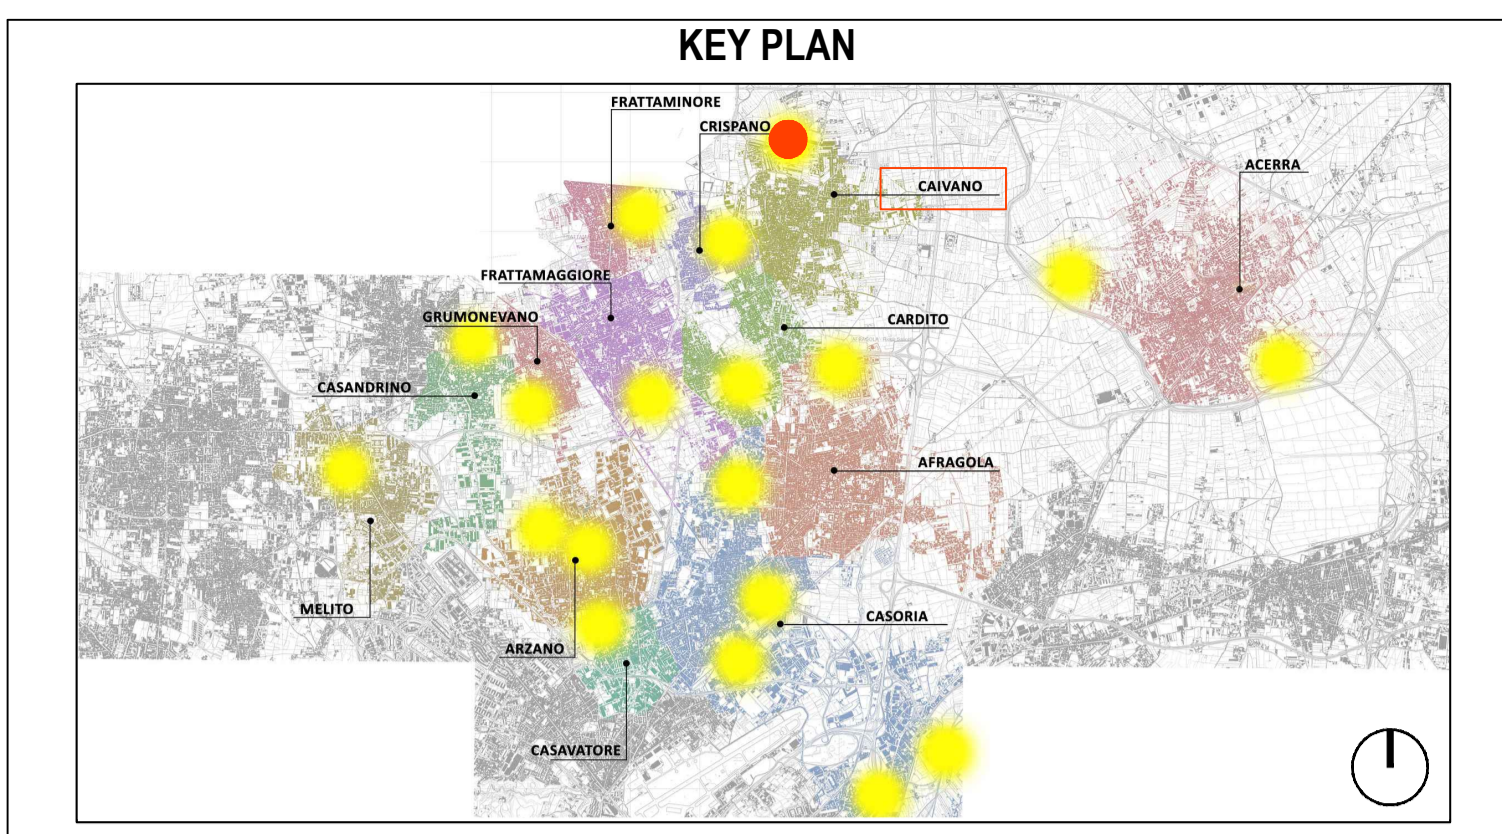 KEY PLAN
FRATTAMINORE
CRISPANO
ACERRA
CAIVANO
FRATTAMAGGIORE
GRUMONEVANO
CARDITO
CASANDRINO
AFRAGOLA
MELITO
CASORIA
ARZANO
CASAVATORE